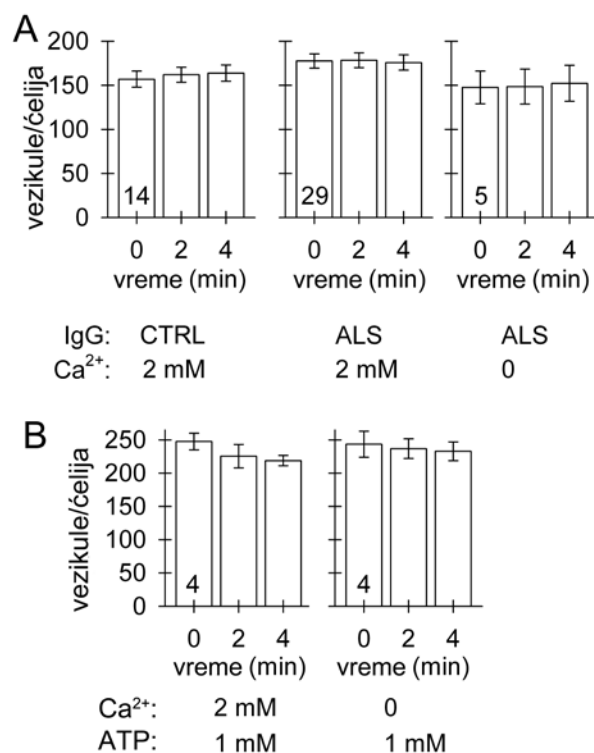 A
vezikule/ćelija
200
150
100
50
0
14
29
5
0 2 4 0 2 4 0 2 4
vreme (min) vreme (min) vreme (min)
IgG: CTRL ALS ALS
Ca²⁺: 2 mM 2 mM 0
B
vezikule/ćelija
250
200
150
100
50
0
4
4
0 2 4 0 2 4
vreme (min) vreme (min)
Ca²⁺: 2 mM 0
ATP: 1 mM 1 mM